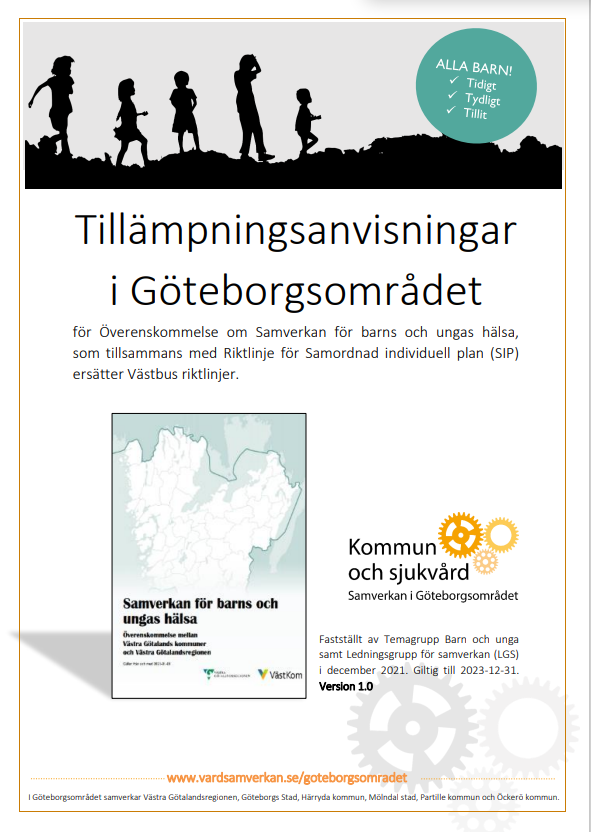 ALLA BARN!
✓ Tidigt
✓ Tydligt
✓ Tillit
Tillämpningsanvisningar
i Göteborgsområdet
för Överenskommelse om Samverkan för barns och ungas hälsa,
som tillsammans med Riktlinje för Samordnad individuell plan (SIP)
ersätter Västbus riktlinjer.
Samverkan för barns och
ungas hälsa
Överenskommelse mellan
Västra Götalands kommuner
och Västra Götalandsregionen
VästKom
Kommun
och sjukvård
Samverkan i Göteborgsområdet
Fastställt av Temagrupp Barn och unga
samt Ledningsgrupp för samverkan (LGS)
i december 2021. Giltig till 2023-12-31.
Version 1.0
www.vardsamverkan.se/goteborgsomradet
I Göteborgsområdet samverkar Västra Götalandsregionen, Göteborgs Stad, Härryda kommun, Mölndal stad, Partille kommun och Öckerö kommun.